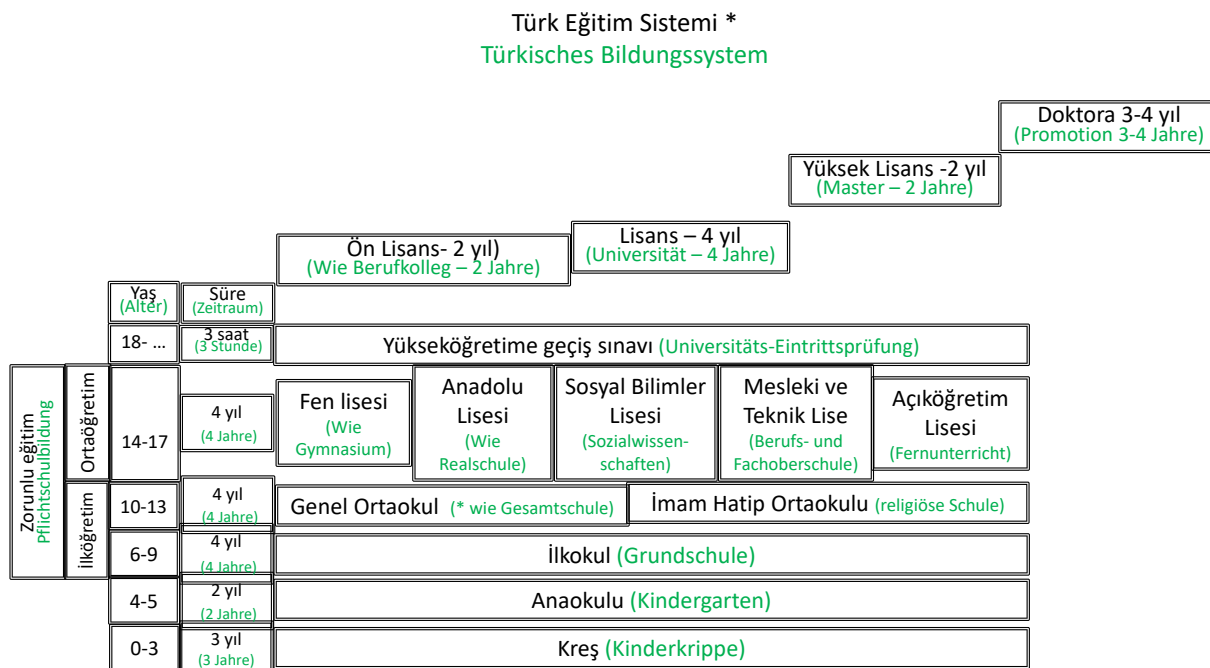 Türk Eğitim Sistemi *
Türkisches Bildungssystem
Doktora 3-4 yıl
(Promotion 3-4 Jahre)
Yüksek Lisans -2 yıl
(Master – 2 Jahre)
Lisans – 4 yıl
(Universität – 4 Jahre)
Ön Lisans- 2 yıl)
(Wie Berufkolleg – 2 Jahre)
Yaş
(Alter)
Süre
(Zeitraum)
18- ...
3 saat
(3 Stunde)
Yükseköğretime geçiş sınavı (Universitäts-Eintrittsprüfung)
Zorunlu eğitim
Pflichtschulbildung
Ortaöğretim
14-17
4 yıl
(4 Jahre)
Fen lisesi
(Wie
Gymnasium)
Anadolu
Lisesi
(Wie
Realschule)
Sosyal Bilimler
Lisesi
(Sozialwissen-
schaften)
Mesleki ve
Teknik Lise
(Berufs- und
Fachoberschule)
Açıköğretim
Lisesi
(Fernunterricht)
İlköğretim
10-13
4 yıl
(4 Jahre)
Genel Ortaokul (* wie Gesamtschule)
İmam Hatip Ortaokulu (religiöse Schule)
6-9
4 yıl
(4 Jahre)
İlkokul (Grundschule)
4-5
2 yıl
(2 Jahre)
Anaokulu (Kindergarten)
0-3
3 yıl
(3 Jahre)
Kreş (Kinderkrippe)